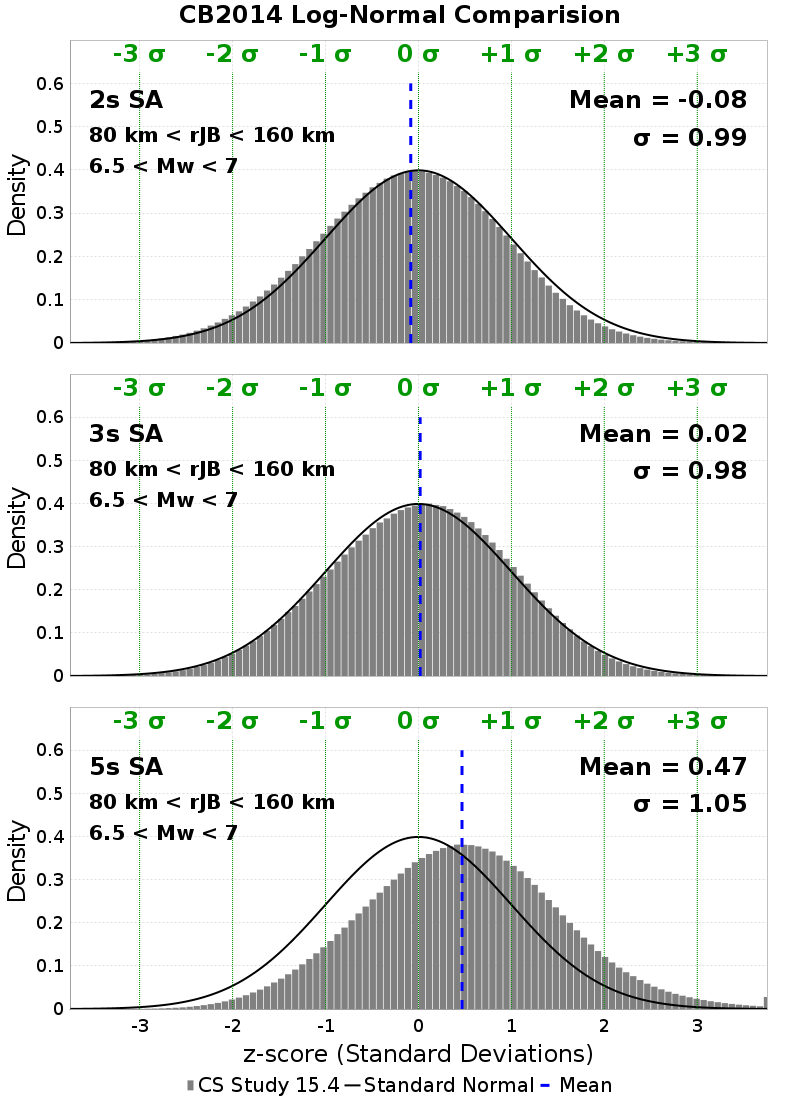 CB2014 Log-Normal Comparision
-3 σ -2 σ -1 σ 0 σ +1 σ +2 σ +3 σ
0.6
2s SA Mean = -0.08
0.5
80 km < rJB < 160 km σ = 0.99
6.5 < Mw < 7
0.4
0.3
0.2
0.1
0
Density
-3 σ -2 σ -1 σ 0 σ +1 σ +2 σ +3 σ
0.6
3s SA Mean = 0.02
0.5
80 km < rJB < 160 km σ = 0.98
6.5 < Mw < 7
0.4
0.3
0.2
0.1
0
Density
-3 σ -2 σ -1 σ 0 σ +1 σ +2 σ +3 σ
0.6
5s SA Mean = 0.47
0.5
80 km < rJB < 160 km σ = 1.05
6.5 < Mw < 7
0.4
0.3
0.2
0.1
0
Density
-3 -2 -1 0 1 2 3
z-score (Standard Deviations)
CS Study 15.4 Standard Normal Mean